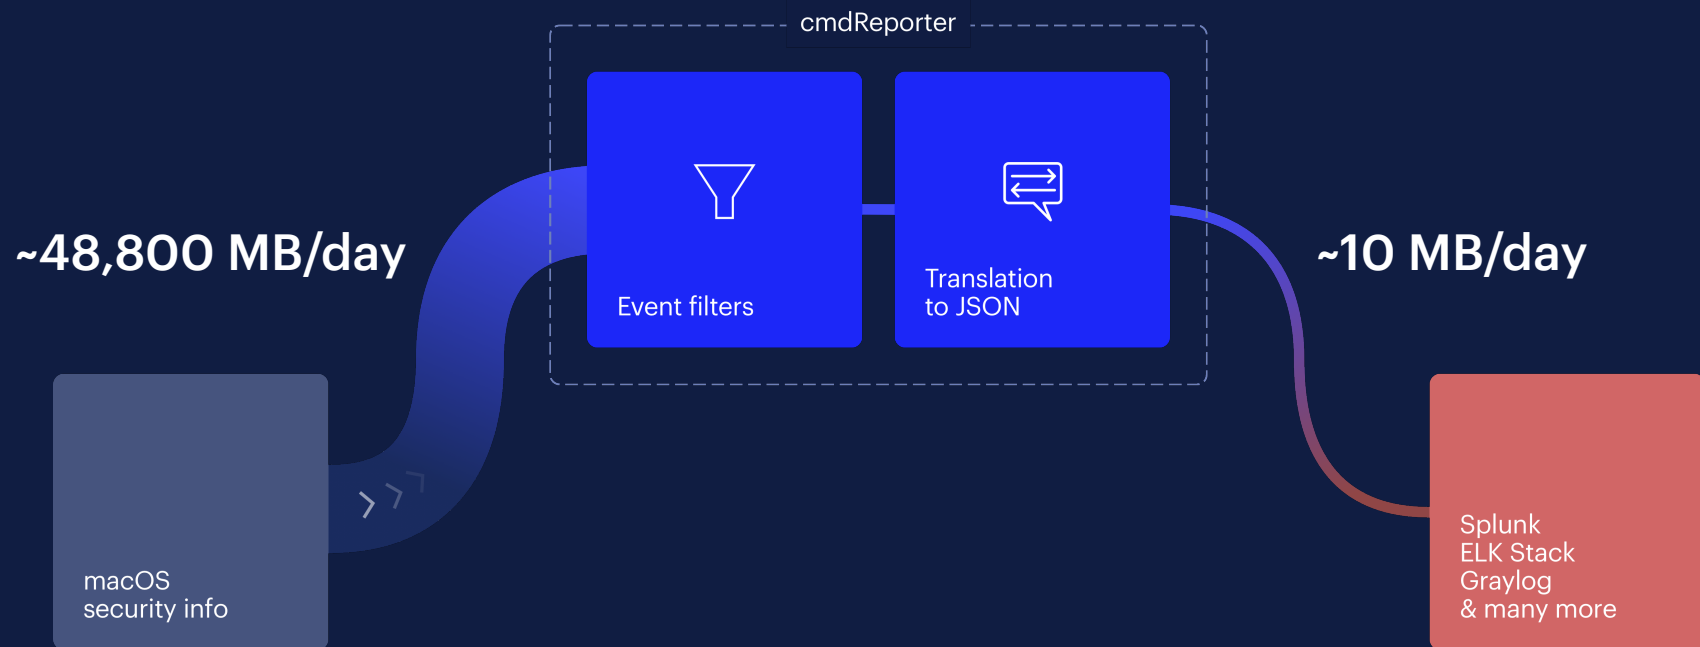 cmdReporter
~48,800 MB/day
Event filters
Translation
to JSON
~10 MB/day
macOS
security info
Splunk
ELK Stack
Graylog
& many more